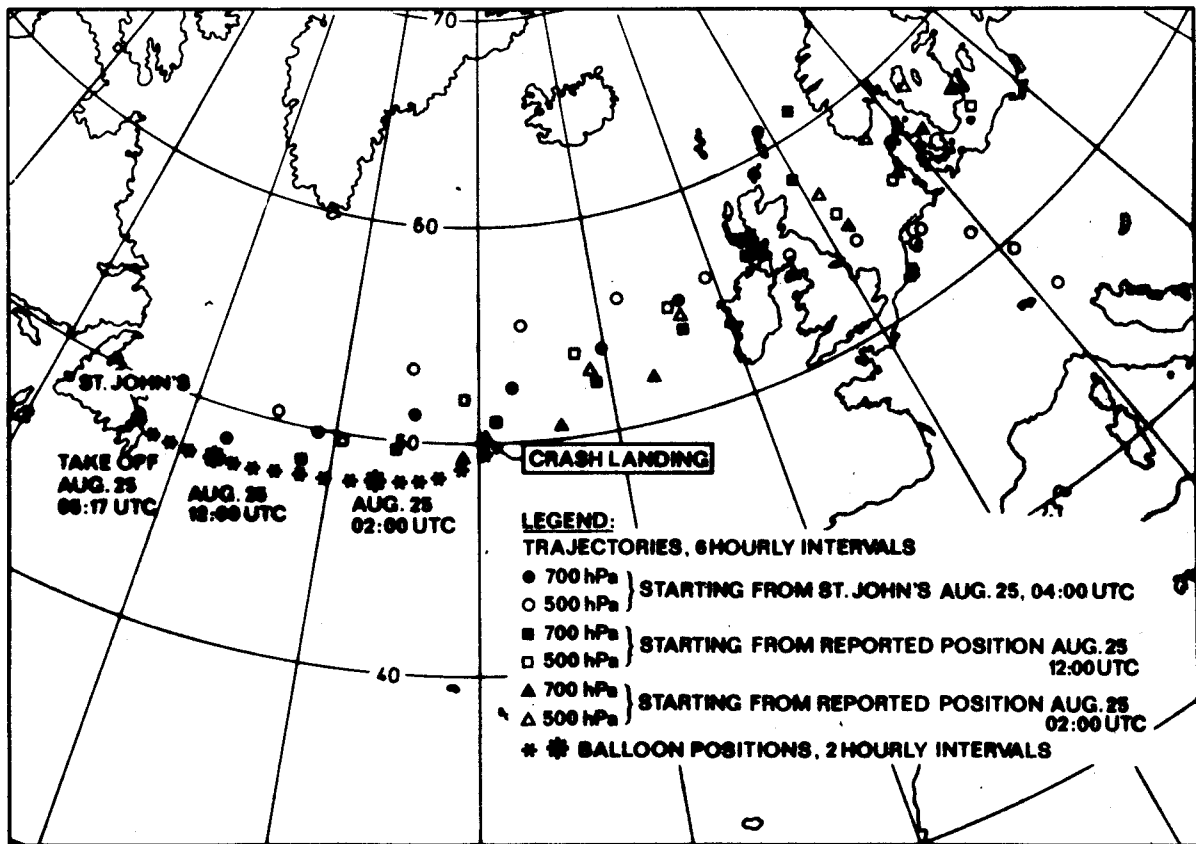 70
60
ST. JOHN'S
50
CRASH LANDING
TAKE OFF
AUG. 25
UTC
AUG. 25
12:00 UTC
AUG. 25
02:00 UTC
40
LEGEND:
TRAJECTORIES, 6 HOURLY INTERVALS
700 hPa
500 hPa
STARTING FROM ST. JOHN'S AUG. 25, 04:00 UTC
700 hPa
500 hPa
STARTING FROM REPORTED POSITION AUG. 25
12:00 UTC
700 hPa
500 hPa
STARTING FROM REPORTED POSITION AUG. 25
02:00 UTC
BALLOON POSITIONS, 2 HOURLY INTERVALS